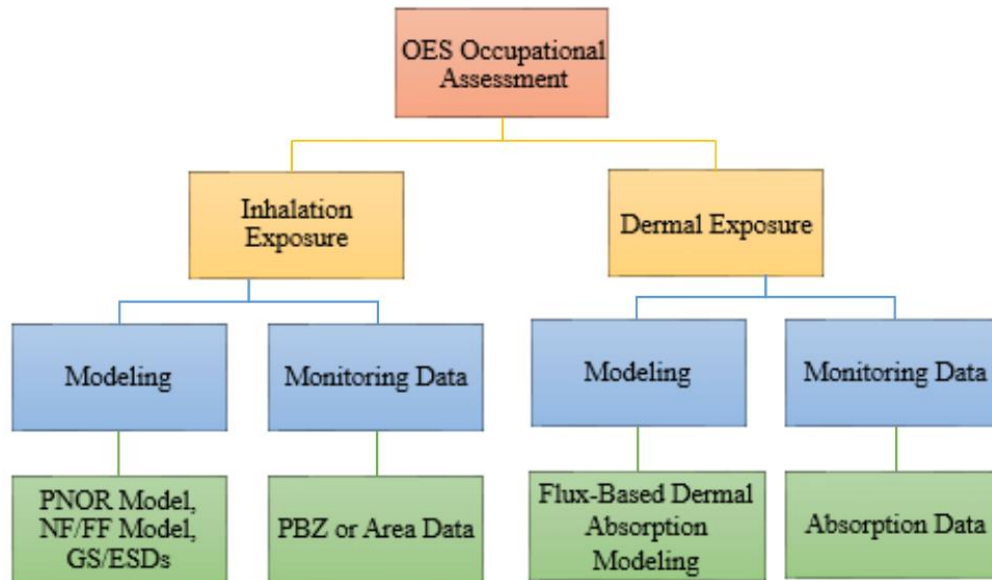 OES Occupational
Assessment
Inhalation
Exposure
Dermal Exposure
Modeling
Monitoring Data
Modeling
Monitoring Data
PNOR Model,
NF/FF Model,
GS/ESDs
PBZ or Area Data
Flux-Based Dermal
Absorption
Modeling
Absorption Data